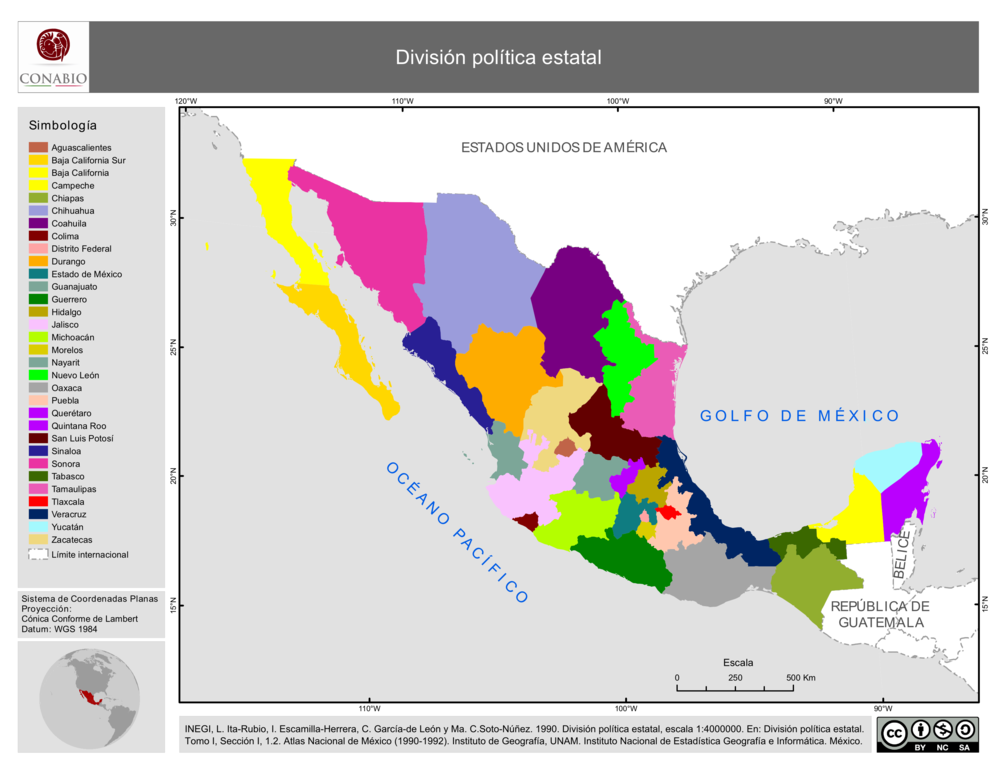 CONABIO
División política estatal
120°W
110°W
100°W
90°W
Simbología
Aguascalientes
Baja California Sur
Baja California
Campeche
Chiapas
Chihuahua
Coahuila
Colima
Distrito Federal
Durango
Estado de México
Guanajuato
Guerrero
Hidalgo
Jalisco
Michoacán
Morelos
Nayarit
Nuevo León
Oaxaca
Puebla
Querétaro
Quintana Roo
San Luis Potosí
Sinaloa
Sonora
Tabasco
Tamaulipas
Tlaxcala
Veracruz
Yucatán
Zacatecas
Límite internacional
Sistema de Coordenadas Planas
Proyección:
Cónica Conforme de Lambert
Datum: WGS 1984
30°N
25°N
20°N
15°N
ESTADOS UNIDOS DE AMÉRICA
GOLFO DE MÉXICO
OCÉANO PACÍFICO
BELICE
REPÚBLICA DE
GUATEMALA
30°N
25°N
20°N
15°N
Escala
0 250 500 Km
110°W
100°W
90°W
INEGI, L. Ita-Rubio, I. Escamilla-Herrera, C. García-de León y Ma. C.Soto-Núñez. 1990. División política estatal, escala 1:4000000. En: División política estatal.
Tomo I, Sección I, 1.2. Atlas Nacional de México (1990-1992). Instituto de Geografía, UNAM. Instituto Nacional de Estadística Geografía e Informática. México.
cc
BY NC SA